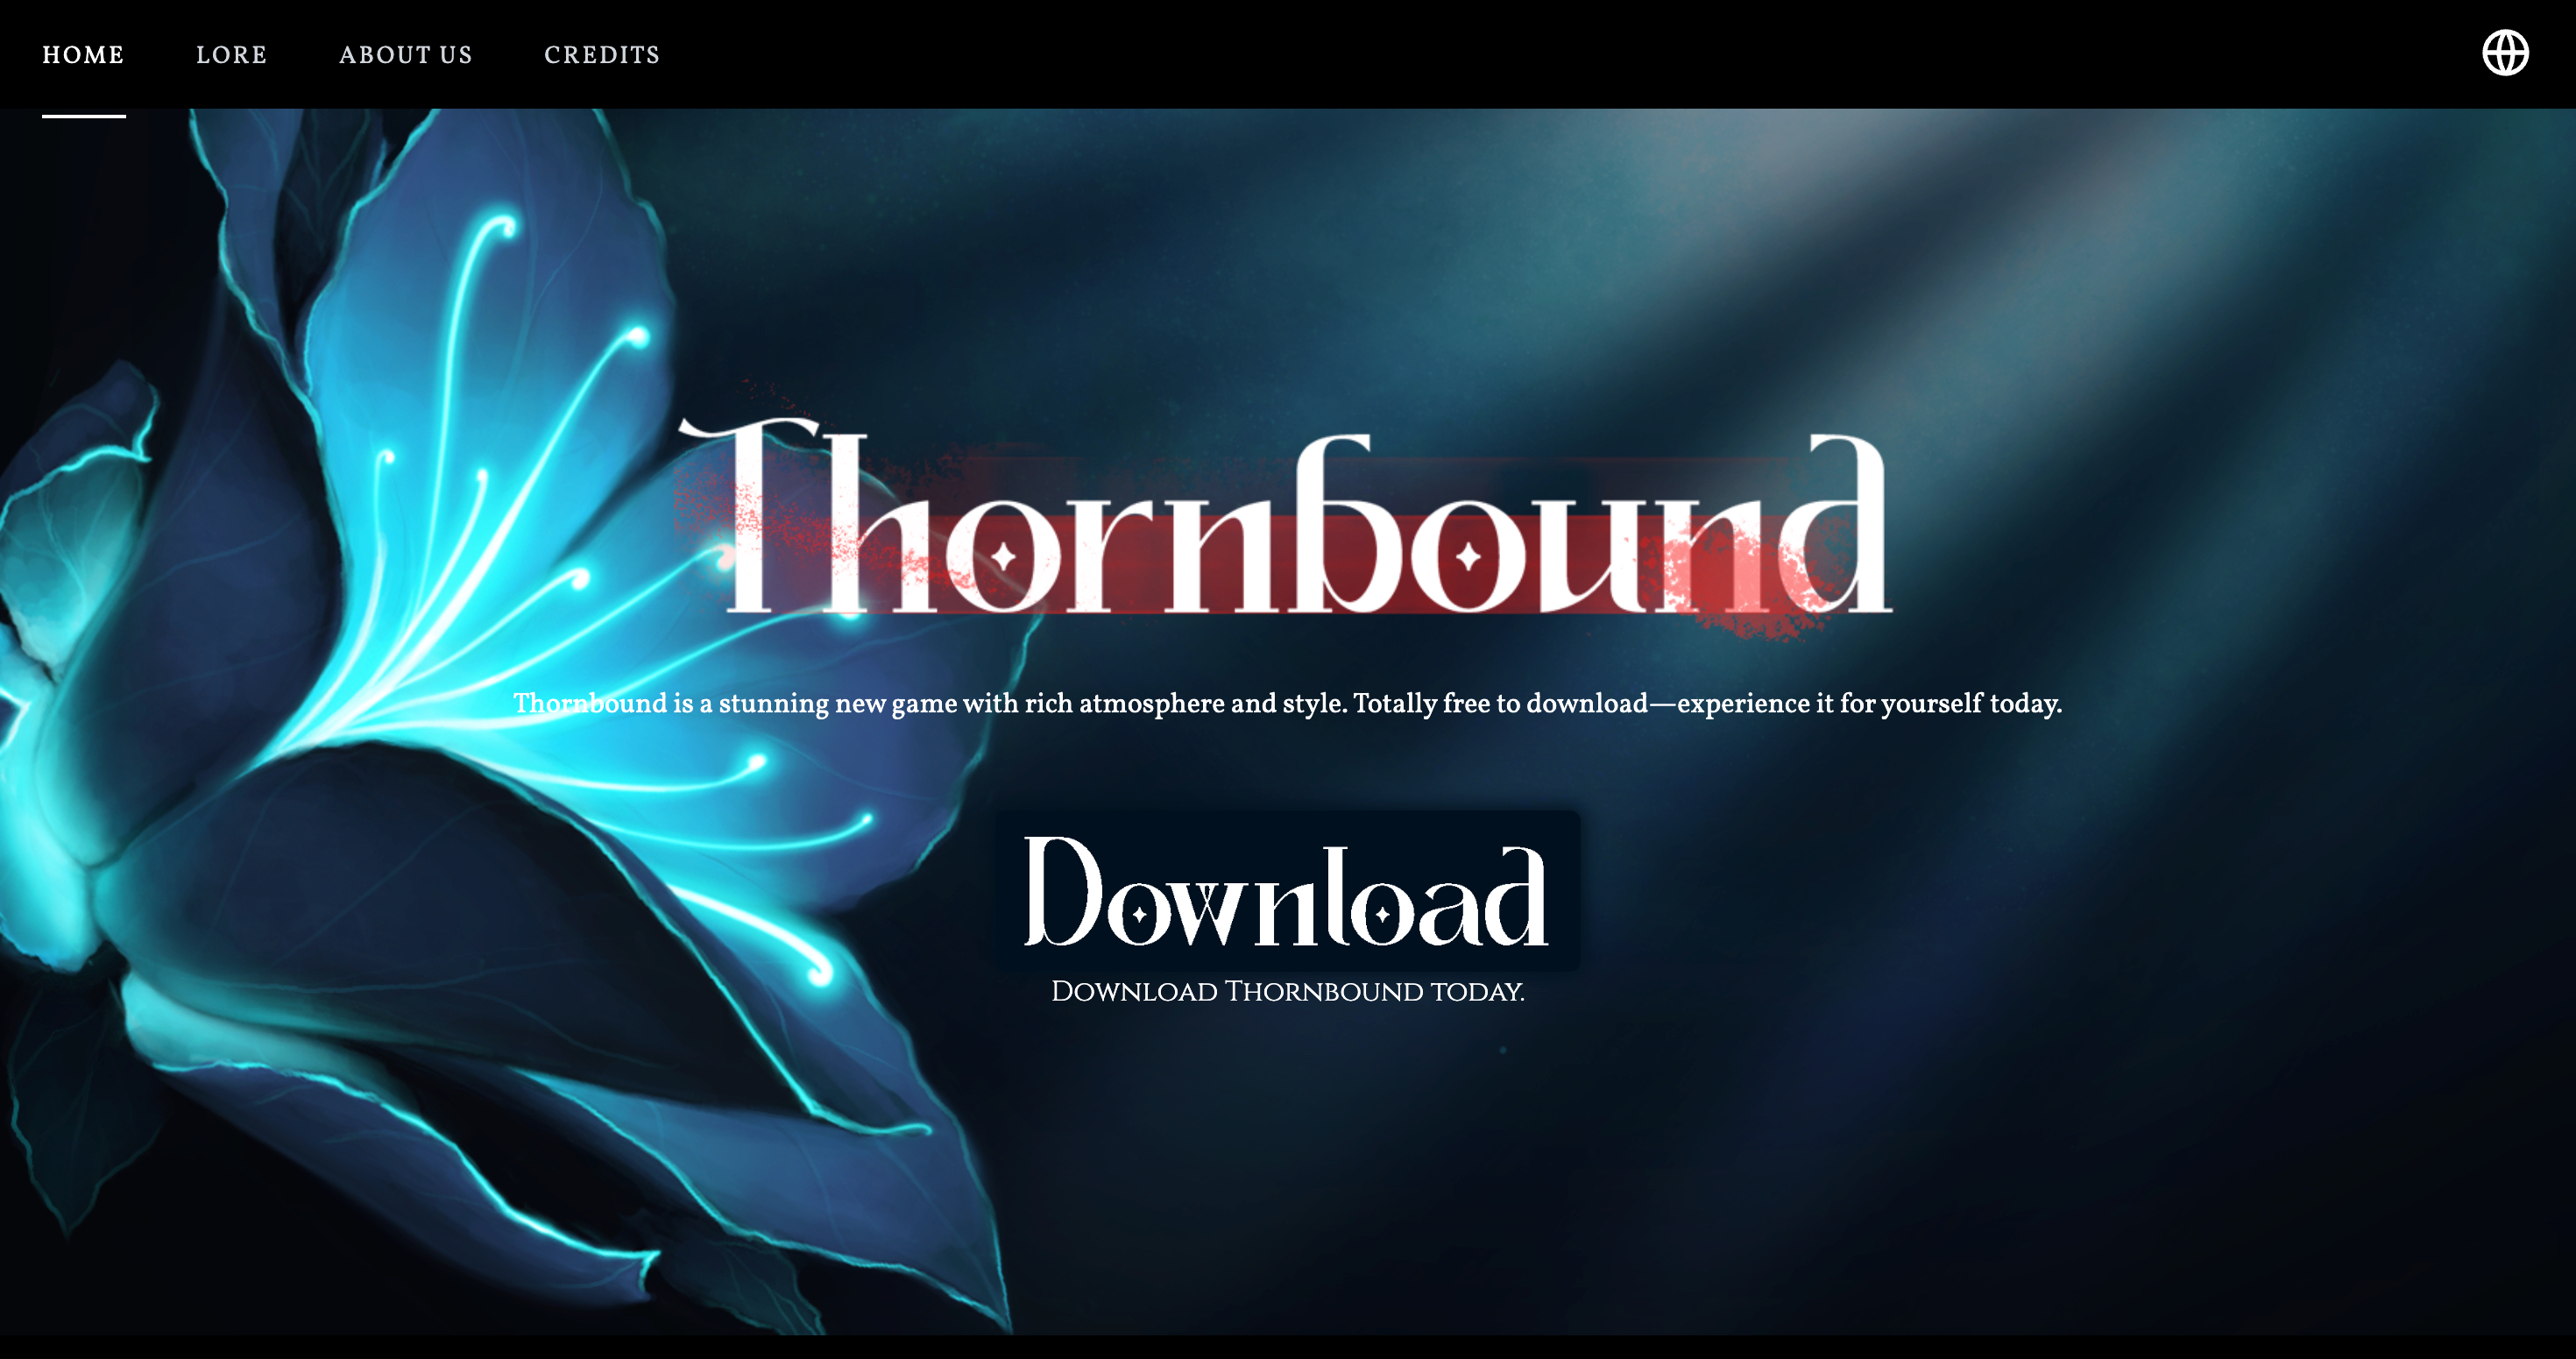 HOME
LORE
ABOUT US
CREDITS
Thornbound
Thornbound is a stunning new game with rich atmosphere and style. Totally free to download—experience it for yourself today.
Download
Download Thornbound today.